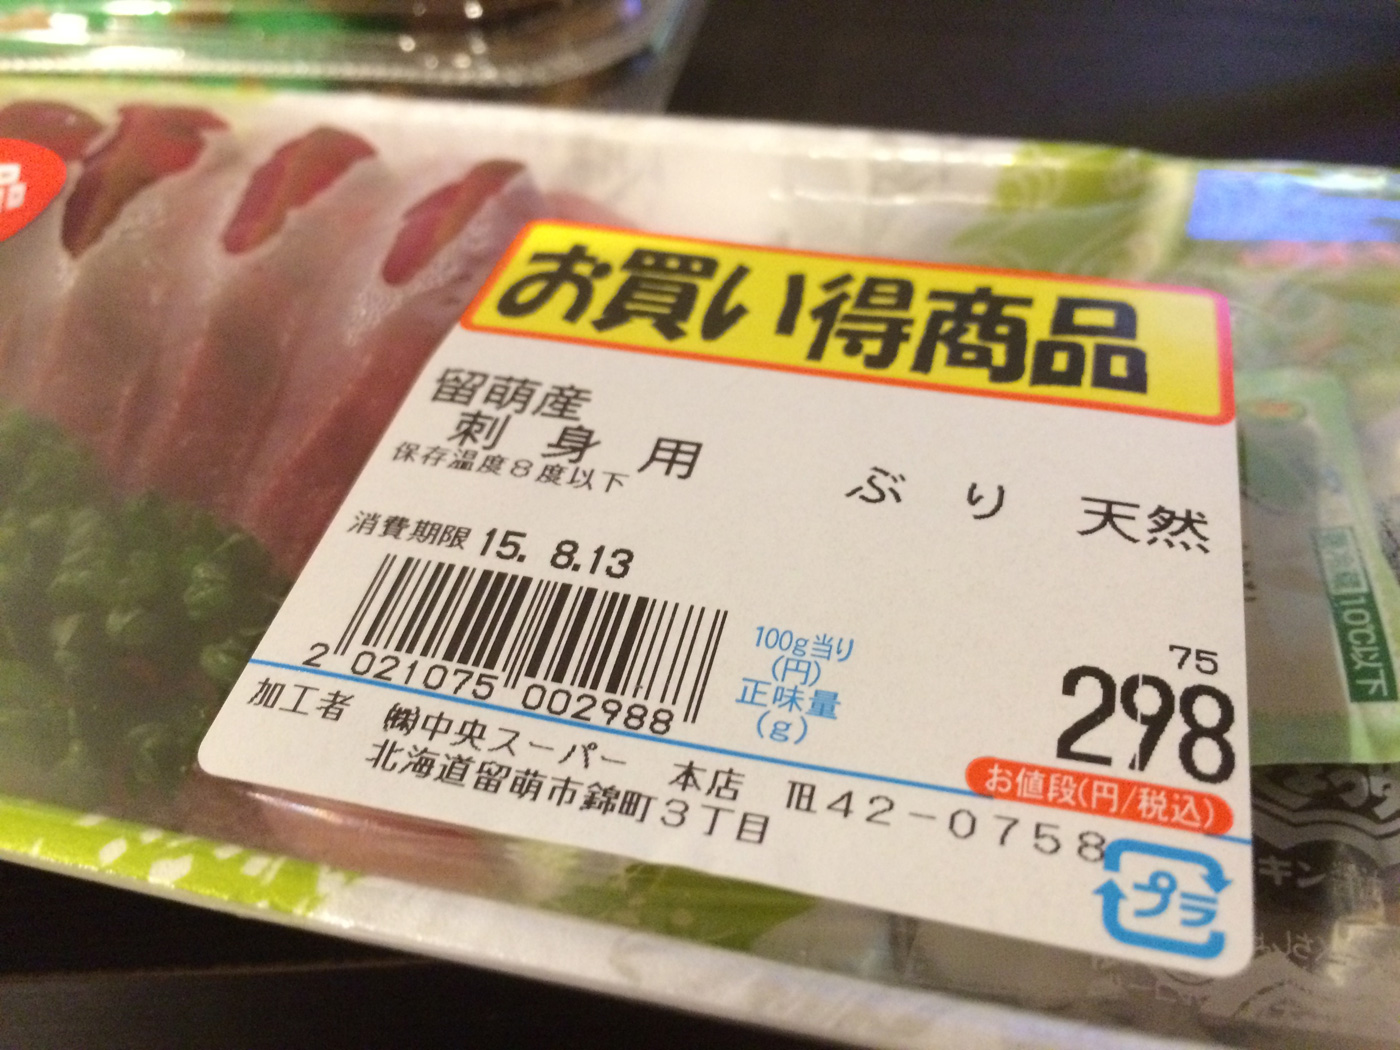 品
お買い得商品
留萌産
刺身用 ぶり 天然
保存温度8度以下
消費期限 15. 8.13
2 021075 002988
100g当り
(円)
正味量
(g)
75
298
お値段(円/税込)
加工者 ㈱中央スーパー 本店 ℡42-0758
北海道留萌市錦町3丁目
プラ
10℃以下
キン